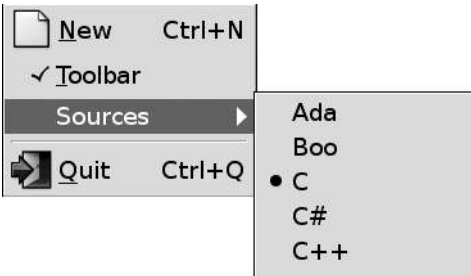 New Ctrl+N
Toolbar
Sources
Quit Ctrl+Q
Ada
Boo
C
C#
C++